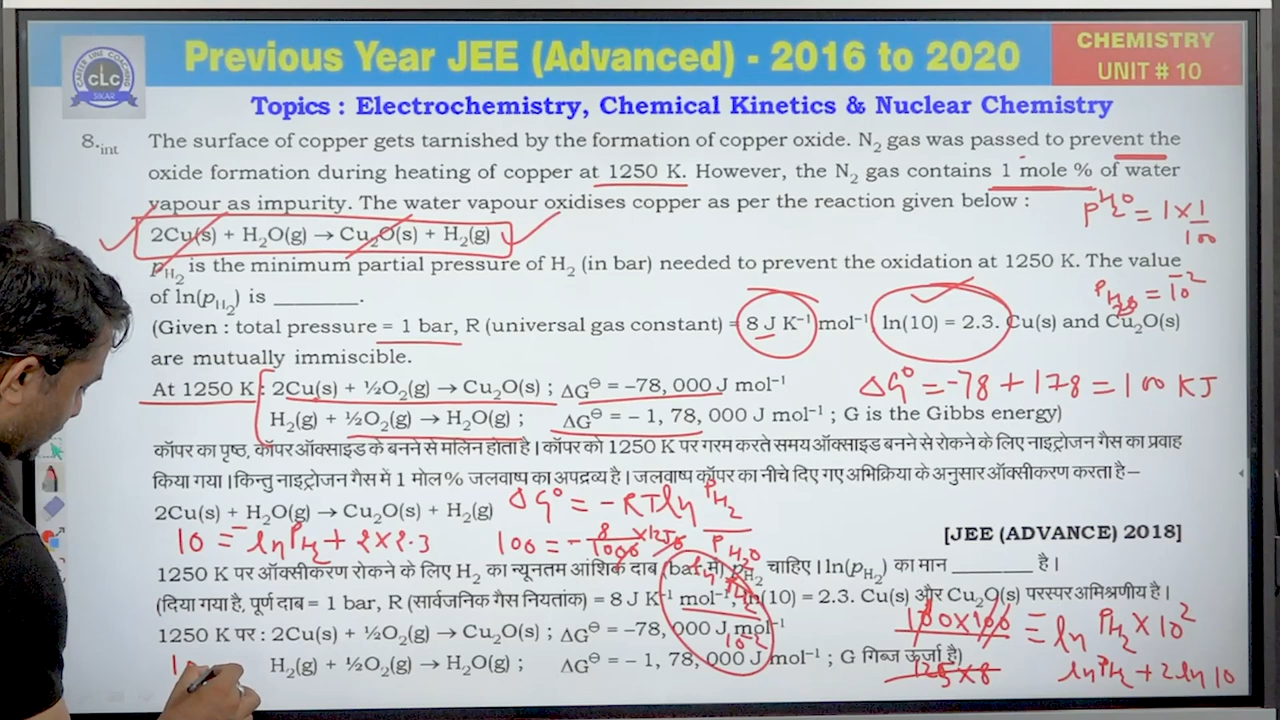 Previous Year JEE (Advanced) - 2016 to 2020
CHEMISTRY
UNIT # 10
CAREER LINE COACHING
CLC
SIKAR
Topics : Electrochemistry, Chemical Kinetics & Nuclear Chemistry
8.int The surface of copper gets tarnished by the formation of copper oxide. N₂ gas was passed to prevent the
oxide formation during heating of copper at 1250 K. However, the N₂ gas contains 1 mole % of water
vapour as impurity. The water vapour oxidises copper as per the reaction given below :
pH₂O = 1 × 1/100
2Cu(s) + H₂O(g) → Cu₂O(s) + H₂(g)
pH₂ is the minimum partial pressure of H₂ (in bar) needed to prevent the oxidation at 1250 K. The value
of ln(pH₂) is ________.
PH₂O = 10⁻²
(Given : total pressure = 1 bar, R (universal gas constant) = 8 J K⁻¹ mol⁻¹, ln(10) = 2.3. Cu(s) and Cu₂O(s)
are mutually immiscible.
At 1250 K : 2Cu(s) + ½O₂(g) → Cu₂O(s) ; ΔG⊖ = –78, 000 J mol⁻¹
ΔG° = -78 + 178 = 100 KJ
H₂(g) + ½O₂(g) → H₂O(g) ; ΔG⊖ = – 1, 78, 000 J mol⁻¹ ; G is the Gibbs energy)
कॉपर का पृष्ठ, कॉपर ऑक्साइड के बनने से मलिन होता है। कॉपर को 1250 K पर गरम करते समय ऑक्साइड बनने से रोकने के लिए नाइट्रोजन गैस का प्रवाह
किया गया। किन्तु नाइट्रोजन गैस में 1 मोल % जलवाष्प का अपद्रव्य है। जलवाष्प कॉपर का नीचे दिए गए अभिक्रिया के अनुसार ऑक्सीकरण करता है–
2Cu(s) + H₂O(g) → Cu₂O(s) + H₂(g)
ΔG° = -RT ln PH₂/PH₂O
[JEE (ADVANCE) 2018]
10 = -ln PH₂ + 2×2.3
100 = - 8/1000 × 1250
ln PH₂/10⁻²
1250 K पर ऑक्सीकरण रोकने के लिए H₂ का न्यूनतम आंशिक दाब (bar में) pH₂ चाहिए। ln(pH₂) का मान ________ है।
(दिया गया है, पूर्ण दाब = 1 bar, R (सार्वजनिक गैस नियतांक) = 8 J K⁻¹ mol⁻¹, ln(10) = 2.3. Cu(s) और Cu₂O(s) परस्पर अमिश्रणीय है।
1250 K पर : 2Cu(s) + ½O₂(g) → Cu₂O(s) ; ΔG⊖ = –78, 000 J mol⁻¹
100×100/125×8 = ln PH₂ × 10²
H₂(g) + ½O₂(g) → H₂O(g) ; ΔG⊖ = – 1, 78, 000 J mol⁻¹ ; G गिब्ज ऊर्जा है)
ln PH₂ + 2 ln 10